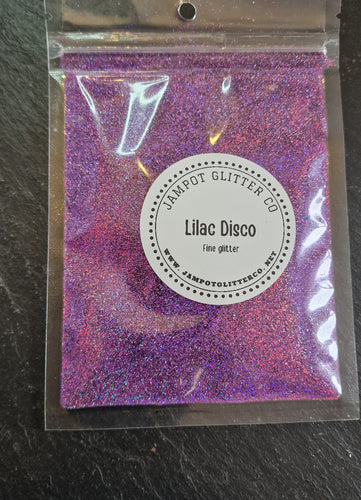 JAMPOT GLITTER CO
Lilac Disco
Fine glitter
WWW.JAMPOTGLITTERCO.NET